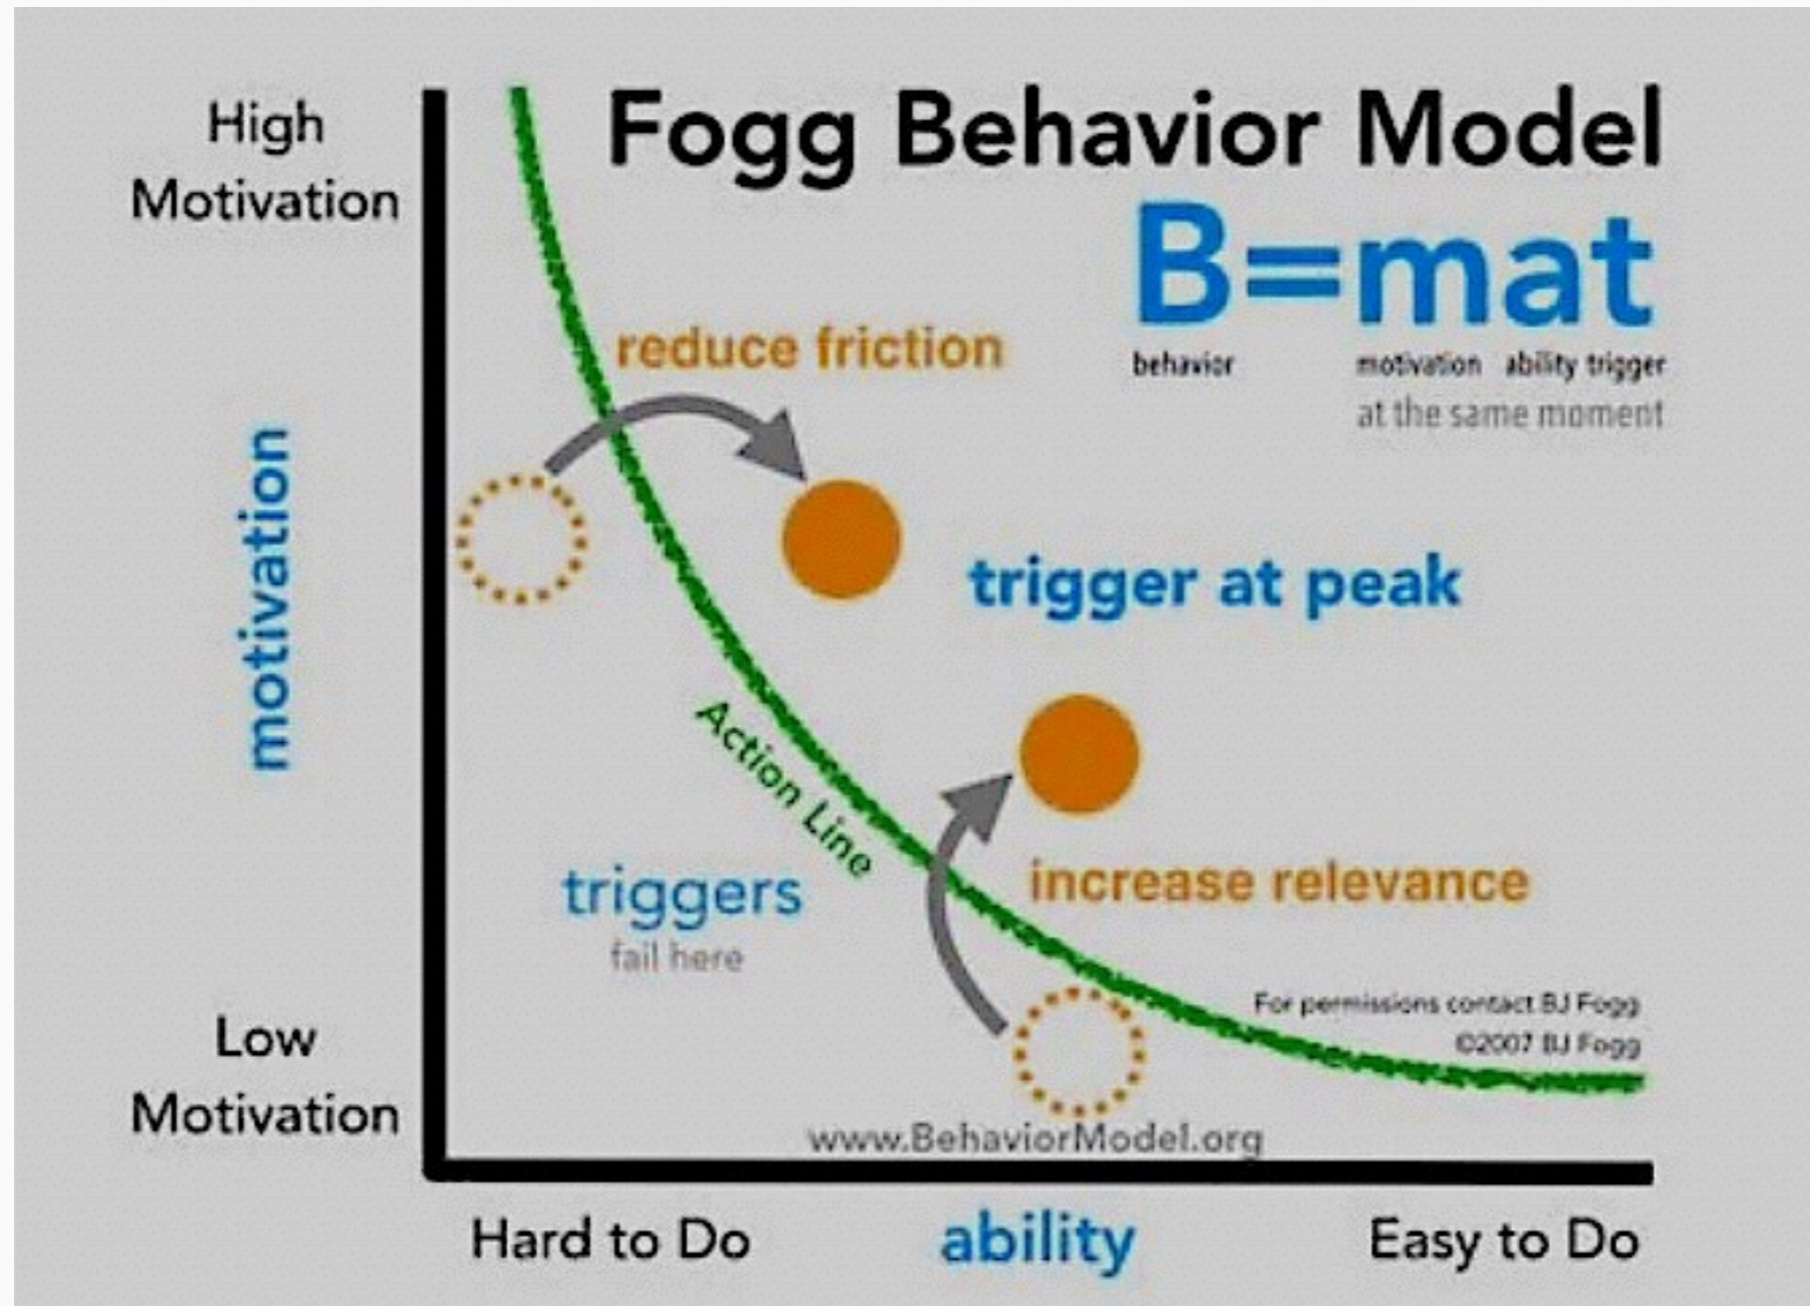 High
Motivation
Fogg Behavior Model
B=mat
behavior
motivation ability trigger
at the same moment
reduce friction
motivation
trigger at peak
Action Line
triggers
fail here
increase relevance
For permissions contact BJ Fogg
©2007 BJ Fogg
Low
Motivation
www.BehaviorModel.org
Hard to Do
ability
Easy to Do